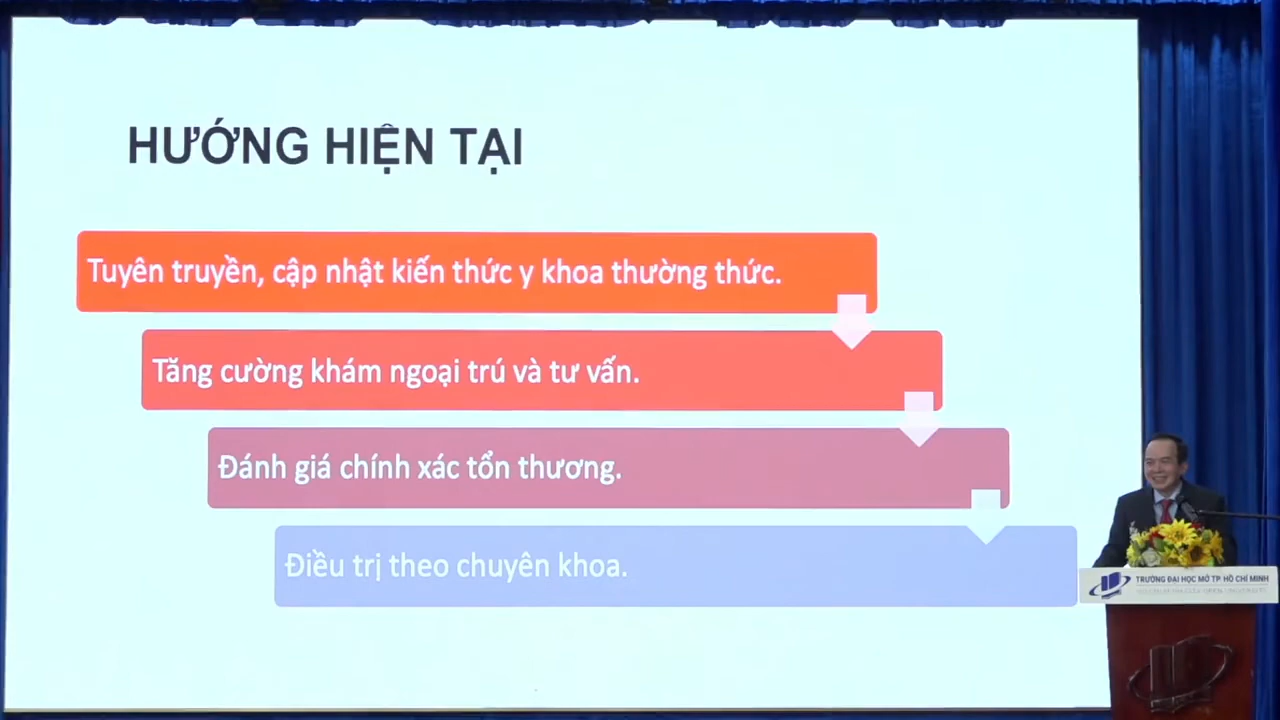 HƯỚNG HIỆN TẠI
Tuyên truyền, cập nhật kiến thức y khoa thường thức.
Tăng cường khám ngoại trú và tư vấn.
Đánh giá chính xác tổn thương.
Điều trị theo chuyên khoa.
TRƯỜNG ĐẠI HỌC MỞ TP. HỒ CHÍ MINH